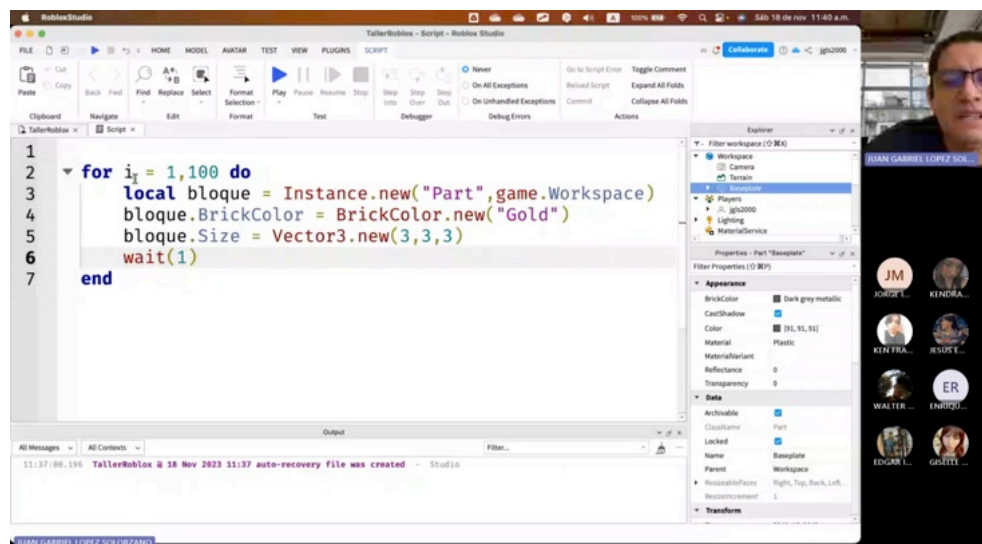 RobloxStudio
100%
Sáb 18 de nov 11:40 a.m.
TallerRoblox - Script - Roblox Studio
FILE
HOME MODEL AVATAR TEST VIEW PLUGINS SCRIPT
Collaborate
jgls2000
Paste
Cut
Copy
Back Fwd
Find Replace Select
Format Selection
Play Pause Resume Stop
Step Into
Step Over
Step Out
Never
On All Exceptions
On Unhandled Exceptions
Go to Script Error
Reload Script
Commit
Toggle Comment
Expand All Folds
Collapse All Folds
Clipboard Navigate Edit Format Test Debugger Debug Errors Actions
TallerRoblox × Script ×
1
2 for i = 1,100 do
3 local bloque = Instance.new("Part",game.Workspace)
4 bloque.BrickColor = BrickColor.new("Gold")
5 bloque.Size = Vector3.new(3,3,3)
6 wait(1)
7 end
Explorer
Filter workspace (⇧⌘X)
Workspace
Camera
Terrain
Baseplate
Players
jgls2000
Lighting
MaterialService
Properties - Part "Baseplate"
Filter Properties (⇧⌘P)
Appearance
BrickColor Dark grey metallic
CastShadow
Color [91, 91, 91]
Material Plastic
MaterialVariant
Reflectance 0
Transparency 0
Data
Archivable
ClassName Part
Locked
Name Baseplate
Parent Workspace
ResizeableFaces Right, Top, Back, Left...
ResizeIncrement 1
Transform
Output
All Messages All Contexts Filter...
11:37:00.196 TallerRoblox @ 18 Nov 2023 11:37 auto-recovery file was created - Studio
JUAN GABRIEL LOPEZ SOLORZANO
JUAN GABRIEL LOPEZ SOL...
JM
JORGE I... KENDRA...
KEN FRA... JESÚS E...
ER
WALTER ... ENRIQU...
EDGAR I... GISELLE ...